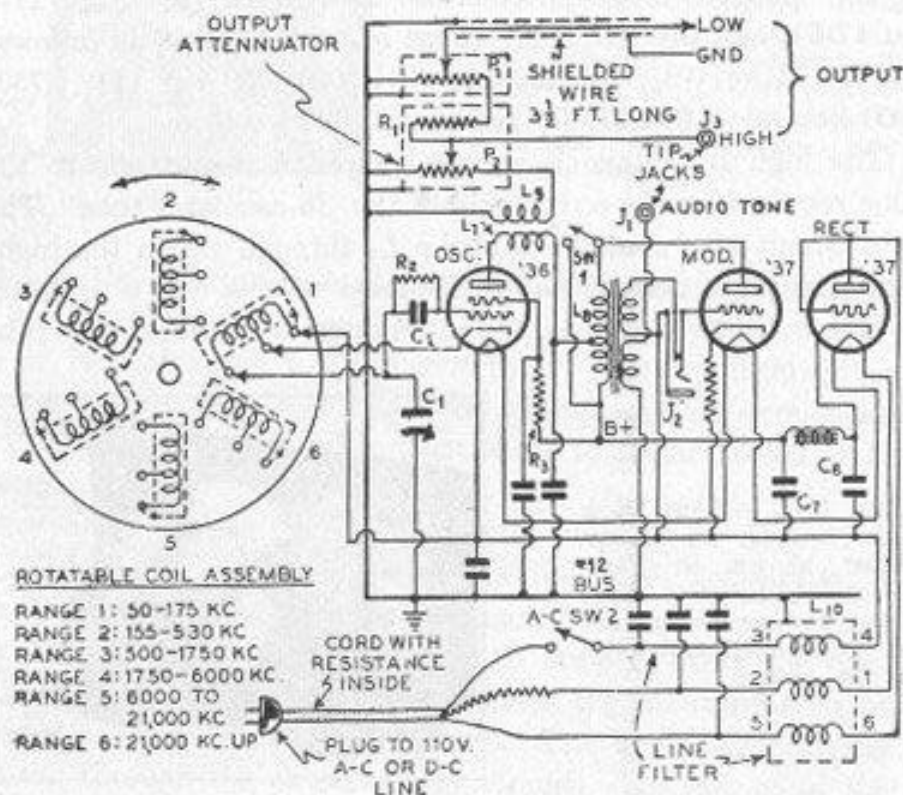 OUTPUT
ATTENNUATOR
LOW
GND
OUTPUT
SHIELDED
WIRE
3 1/2 FT. LONG
P1
R1
P2
J3
HIGH
TIP
JACKS
L9
L7
J1
AUDIO TONE
OSC.
'36
SW
1
MOD.
'37
RECT.
'37
R2
L8
C1
J2
B+
R3
C7
C8
2
3
1
4
6
5
#12
BUS
ROTATABLE COIL ASSEMBLY
RANGE 1: 50-175 KC.
RANGE 2: 155-530 KC
RANGE 3: 500-1750 KC
RANGE 4: 1750-6000 KC.
RANGE 5: 6000 TO
21,000 KC
RANGE 6: 21,000 KC. UP
CORD WITH
RESISTANCE
INSIDE
A-C SW 2
L10
3
4
2
1
5
6
LINE
FILTER
PLUG TO 110 V.
A-C OR D-C
LINE